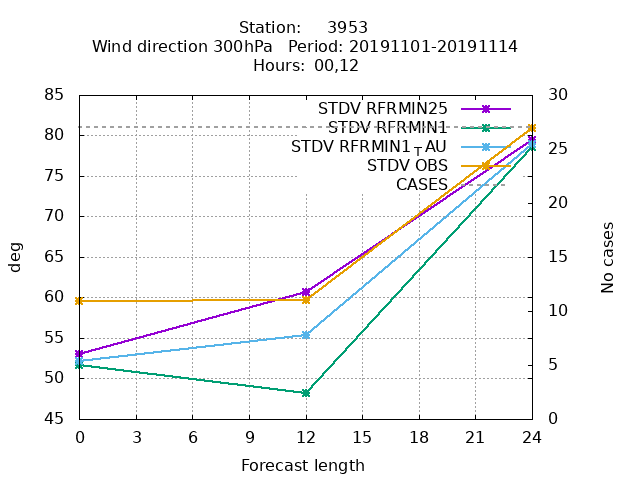 Station: 3953
Wind direction 300hPa Period: 20191101-20191114
Hours: 00,12
85
80
75
70
65
60
55
50
45
30
25
20
15
10
5
0
STDV RFRMIN25
STDV RFRMIN1
STDV RFRMIN1TAU
STDV OBS
CASES
deg
No cases
0 3 6 9 12 15 18 21 24
Forecast length